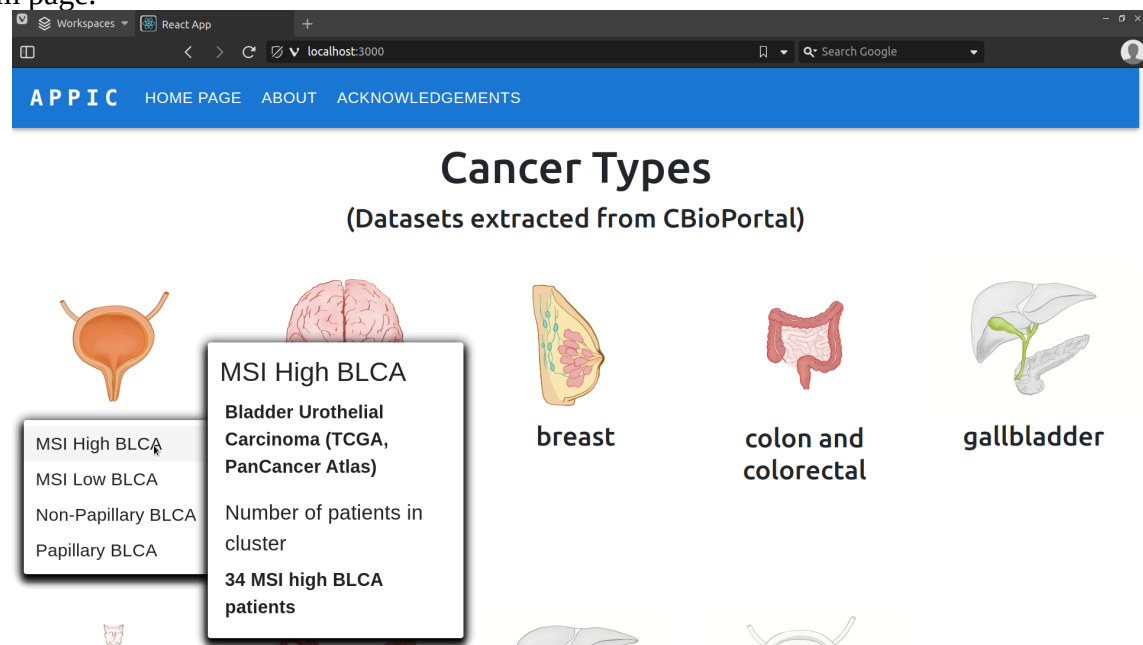 page.
Workspaces
React App
localhost:3000
Search Google
APPIC HOME PAGE ABOUT ACKNOWLEDGEMENTS
Cancer Types
(Datasets extracted from CBioPortal)
MSI High BLCA
MSI Low BLCA
Non-Papillary BLCA
Papillary BLCA
MSI High BLCA
Bladder Urothelial
Carcinoma (TCGA,
PanCancer Atlas)
Number of patients in
cluster
34 MSI high BLCA
patients
breast
colon and
colorectal
gallbladder